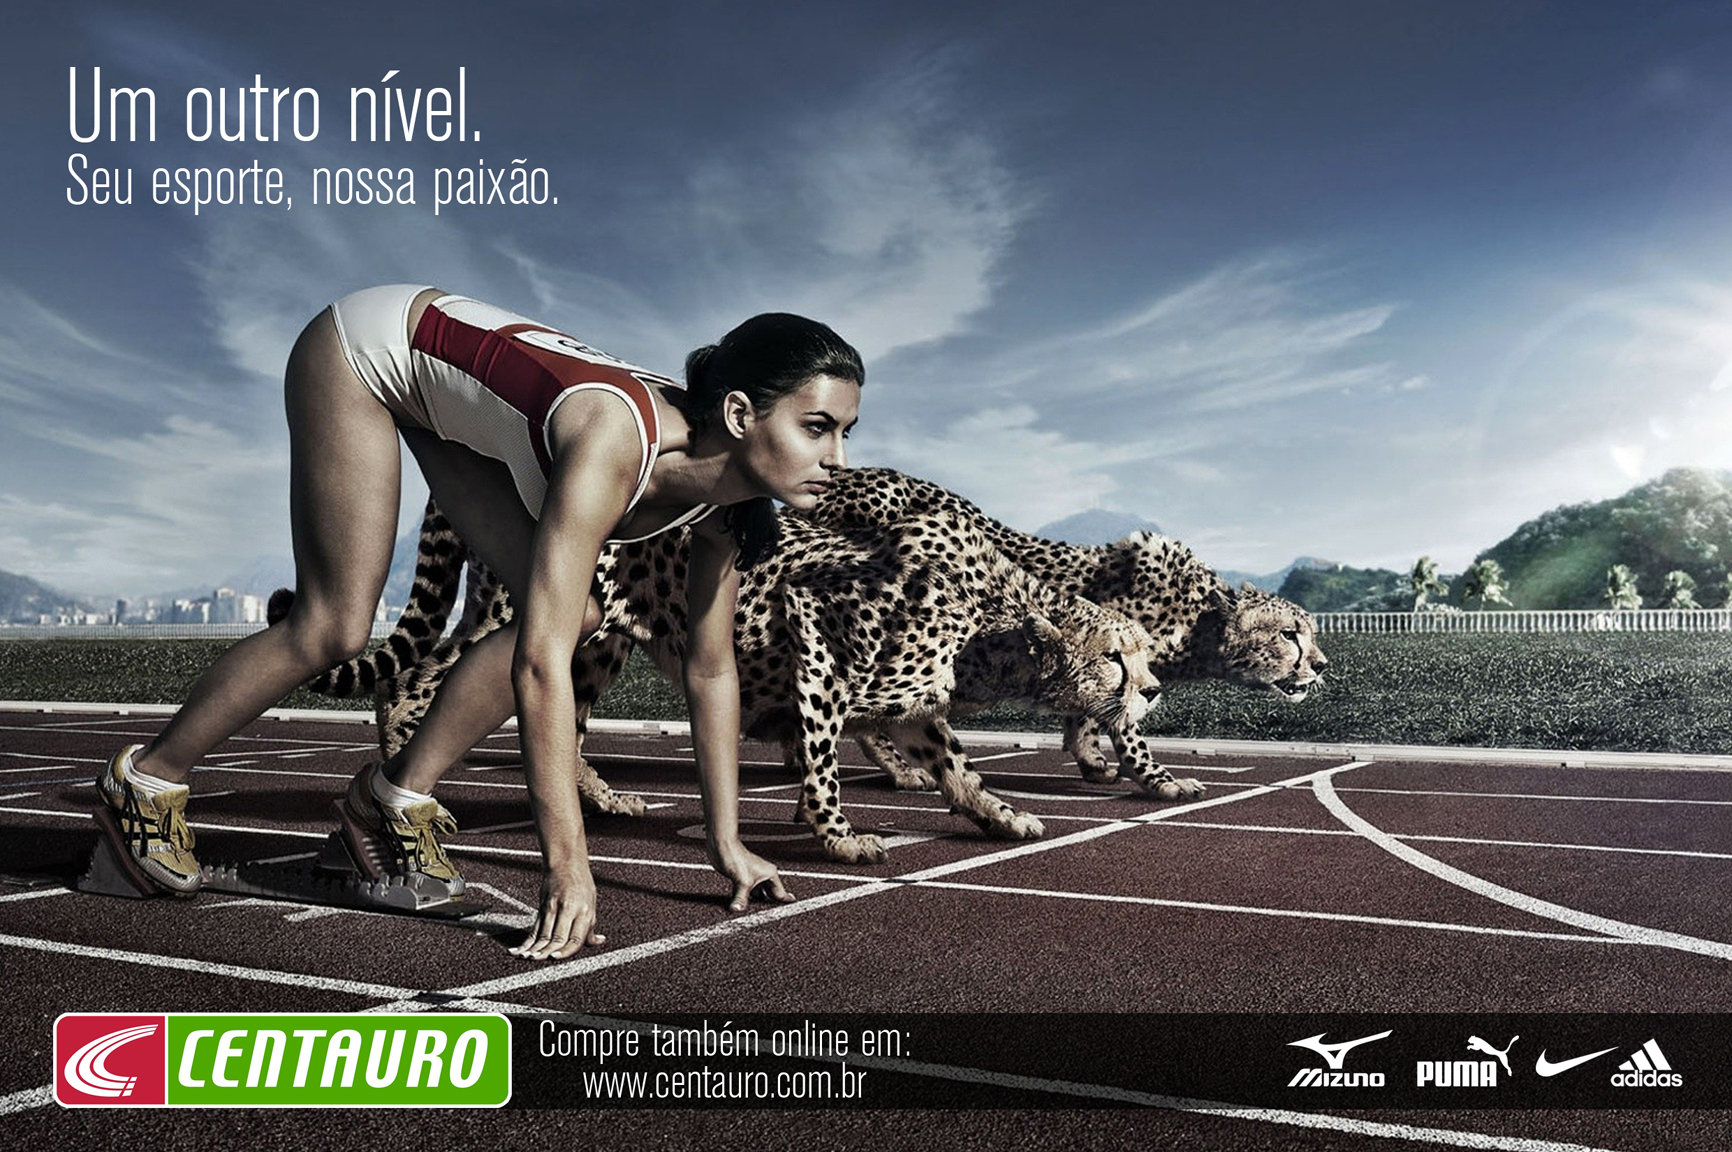 Um outro nível.
Seu esporte, nossa paixão.
CENTAURO
Compre também online em:
www.centauro.com.br
MIZUNO
PUMA
adidas